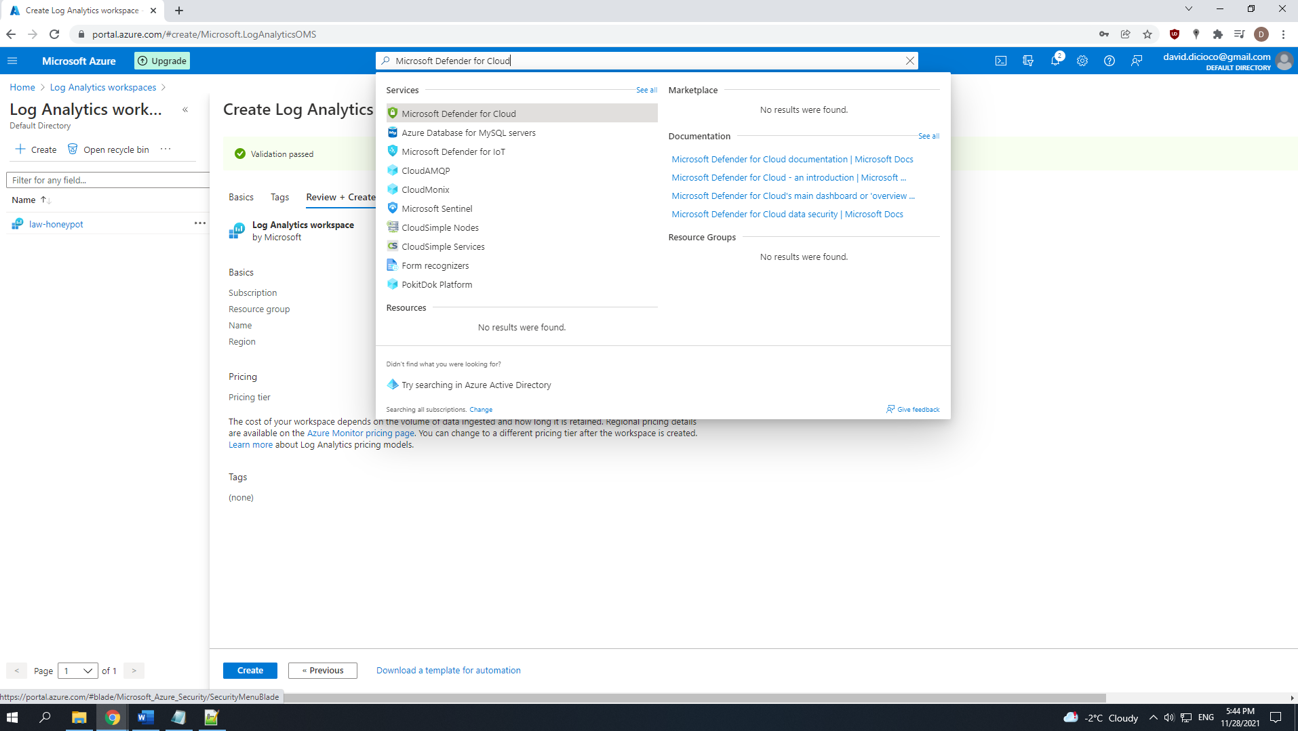 Create Log Analytics workspace
portal.azure.com/#create/Microsoft.LogAnalyticsOMS
D
Microsoft Azure
Upgrade
Microsoft Defender for Cloud
2
david.dicioco@gmail.com
DEFAULT DIRECTORY
Home > Log Analytics workspaces >
Log Analytics work...
Default Directory
Create
Open recycle bin
Filter for any field...
Name
law-honeypot
< Page 1 of 1 >
Create Log Analytics
Validation passed
Basics
Tags
Review + Create
Log Analytics workspace
by Microsoft
Basics
Subscription
Resource group
Name
Region
Pricing
Pricing tier
The cost of your workspace depends on the volume of data ingested and how long it is retained. Regional pricing details
are available on the Azure Monitor pricing page. You can change to a different pricing tier after the workspace is created.
Learn more about Log Analytics pricing models.
Tags
(none)
Create
« Previous
Download a template for automation
Services
See all
Microsoft Defender for Cloud
Azure Database for MySQL servers
Microsoft Defender for IoT
CloudAMQP
CloudMonix
Microsoft Sentinel
CloudSimple Nodes
CloudSimple Services
Form recognizers
PokitDok Platform
Resources
No results were found.
Marketplace
No results were found.
Documentation
See all
Microsoft Defender for Cloud documentation | Microsoft Docs
Microsoft Defender for Cloud - an introduction | Microsoft ...
Microsoft Defender for Cloud's main dashboard or 'overview ...
Microsoft Defender for Cloud data security | Microsoft Docs
Resource Groups
No results were found.
Didn't find what you were looking for?
Try searching in Azure Active Directory
Searching all subscriptions. Change
Give feedback
https://portal.azure.com/#blade/Microsoft_Azure_Security/SecurityMenuBlade
-2°C Cloudy
ENG
5:44 PM
11/28/2021